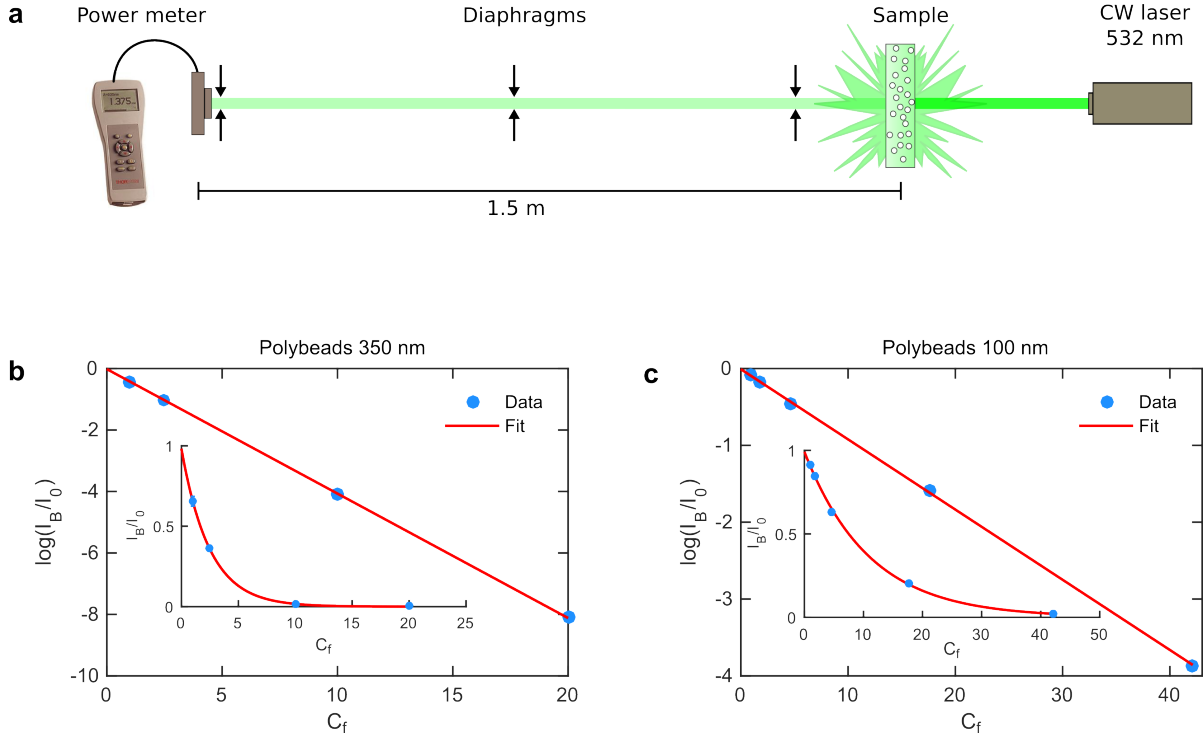 a
Power meter
Diaphragms
Sample
CW laser
532 nm
1.375
1.5 m
b
Polybeads 350 nm
0
-2
-4
-6
-8
-10
log(I_B/I_0)
Data
Fit
1
0.5
0
I_B/I_0
0 5 10 15 20 25
C_f
0 5 10 15 20
C_f
c
Polybeads 100 nm
0
-1
-2
-3
-4
log(I_B/I_0)
Data
Fit
1
0.5
0
I_B/I_0
0 10 20 30 40 50
C_f
0 10 20 30 40
C_f